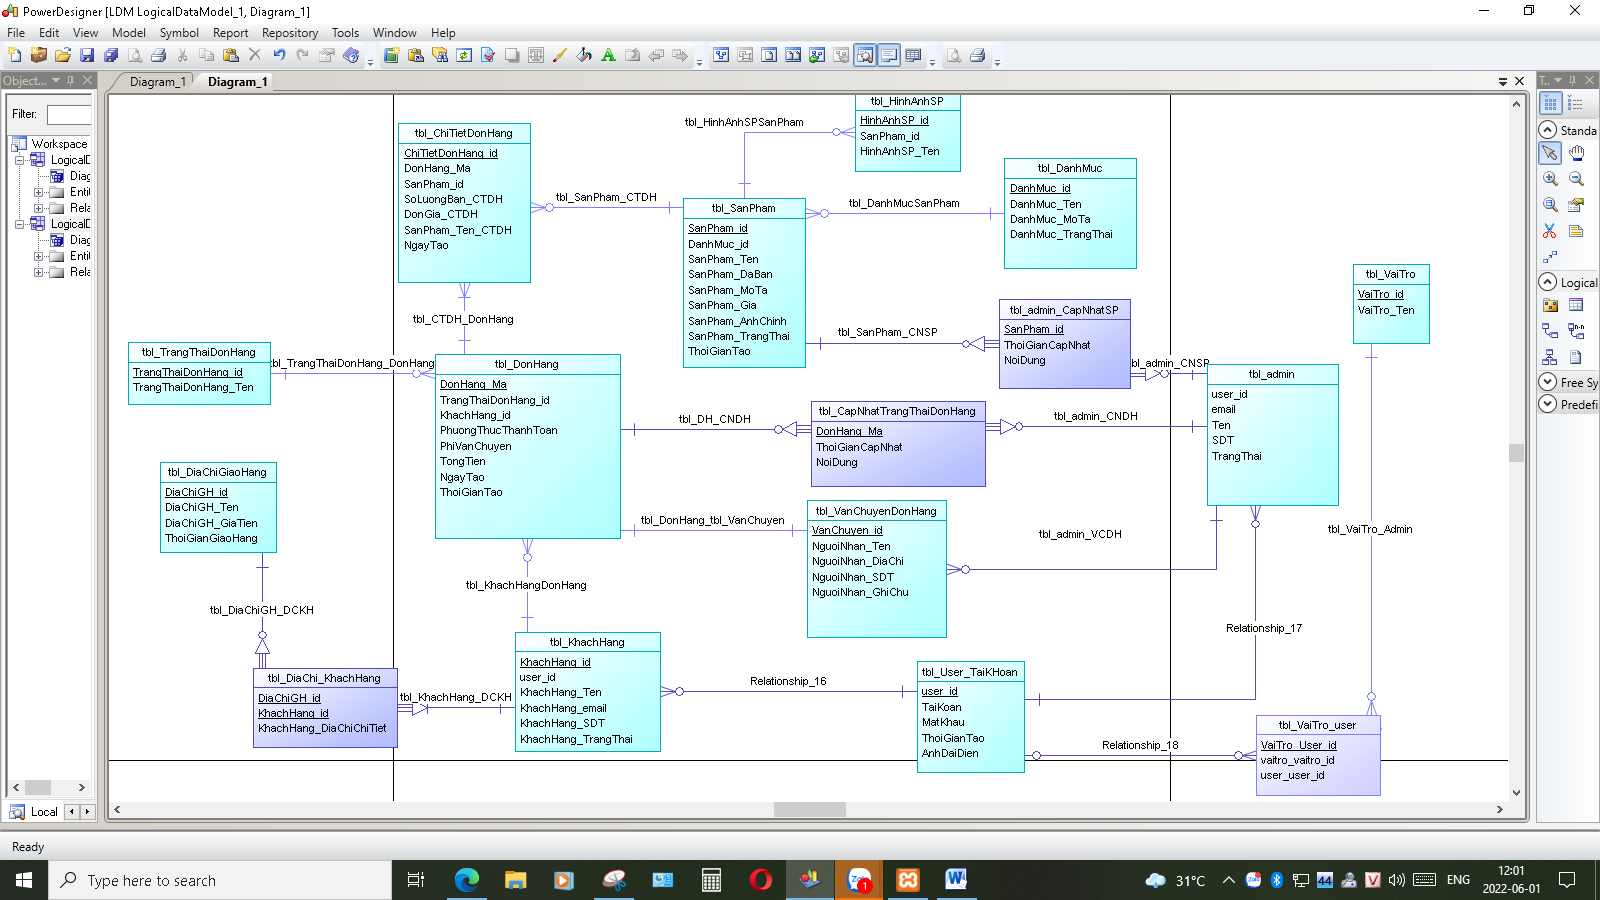 PowerDesigner [LDM LogicalDataModel_1, Diagram_1]
File Edit View Model Symbol Report Repository Tools Window Help
Object...
Diagram_1
Diagram_1
T..
Filter:
Workspace
LogicalD
Diag
Entit
Rela
LogicalD
Diag
Entit
Rela
Local
tbl_ChiTietDonHang
ChiTietDonHang_id
DonHang_Ma
SanPham_id
SoLuongBan_CTDH
DonGia_CTDH
SanPham_Ten_CTDH
NgayTao
tbl_HinhAnhSPSanPham
tbl_HinhAnhSP
HinhAnhSP_id
SanPham_id
HinhAnhSP_Ten
tbl_SanPham_CTDH
tbl_SanPham
SanPham_id
DanhMuc_id
SanPham_Ten
SanPham_DaBan
SanPham_MoTa
SanPham_Gia
SanPham_AnhChinh
SanPham_TrangThai
ThoiGianTao
tbl_DanhMucSanPham
tbl_DanhMuc
DanhMuc_id
DanhMuc_Ten
DanhMuc_MoTa
DanhMuc_TrangThai
tbl_VaiTro
VaiTro_id
VaiTro_Ten
tbl_CTDH_DonHang
tbl_SanPham_CNSP
tbl_admin_CapNhatSP
SanPham_id
ThoiGianCapNhat
NoiDung
tbl_admin_CNSP
tbl_admin
user_id
email
Ten
SDT
TrangThai
tbl_TrangThaiDonHang
TrangThaiDonHang_id
TrangThaiDonHang_Ten
tbl_TrangThaiDonHang_DonHang
tbl_DonHang
DonHang_Ma
TrangThaiDonHang_id
KhachHang_id
PhuongThucThanhToan
PhiVanChuyen
TongTien
NgayTao
ThoiGianTao
tbl_DH_CNDH
tbl_CapNhatTrangThaiDonHang
DonHang_Ma
ThoiGianCapNhat
NoiDung
tbl_admin_CNDH
tbl_DiaChiGiaoHang
DiaChiGH_id
DiaChiGH_Ten
DiaChiGH_GiaTien
ThoiGianGiaoHang
tbl_DonHang_tbl_VanChuyen
tbl_VanChuyenDonHang
VanChuyen_id
NguoiNhan_Ten
NguoiNhan_DiaChi
NguoiNhan_SDT
NguoiNhan_GhiChu
tbl_admin_VCDH
tbl_VaiTro_Admin
tbl_KhachHangDonHang
tbl_DiaChiGH_DCKH
Relationship_17
tbl_KhachHang
KhachHang_id
user_id
KhachHang_Ten
KhachHang_email
KhachHang_SDT
KhachHang_TrangThai
tbl_DiaChi_KhachHang
DiaChiGH_id
KhachHang_id
KhachHang_DiaChiChiTiet
tbl_KhachHang_DCKH
Relationship_16
tbl_User_TaiKHoan
user_id
TaiKoan
MatKhau
ThoiGianTao
AnhDaiDien
Relationship_18
tbl_VaiTro_user
VaiTro_User_id
vaitro_vaitro_id
user_user_id
Standa
Logical
Free Sy
Predefi
Ready
Type here to search
Zalo
1
31°C
44
V
ENG
12:01
2022-06-01